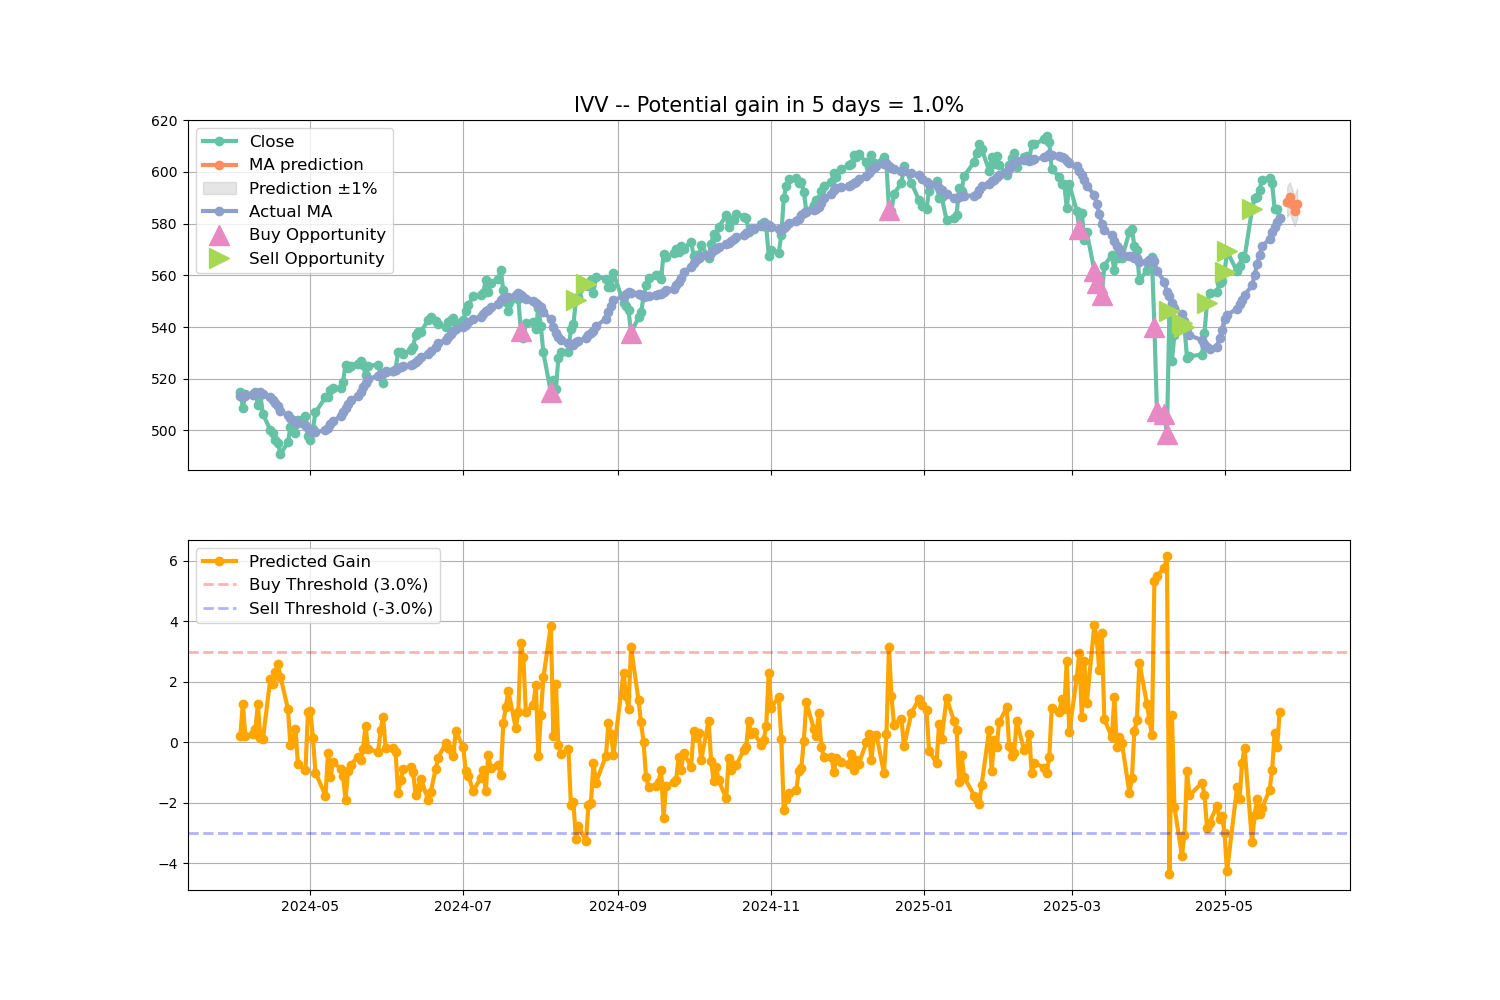 IVV -- Potential gain in 5 days = 1.0%
620
600
580
560
540
520
500
Close
MA prediction
Prediction ±1%
Actual MA
Buy Opportunity
Sell Opportunity
6
4
2
0
−2
−4
Predicted Gain
Buy Threshold (3.0%)
Sell Threshold (-3.0%)
2024-05
2024-07
2024-09
2024-11
2025-01
2025-03
2025-05